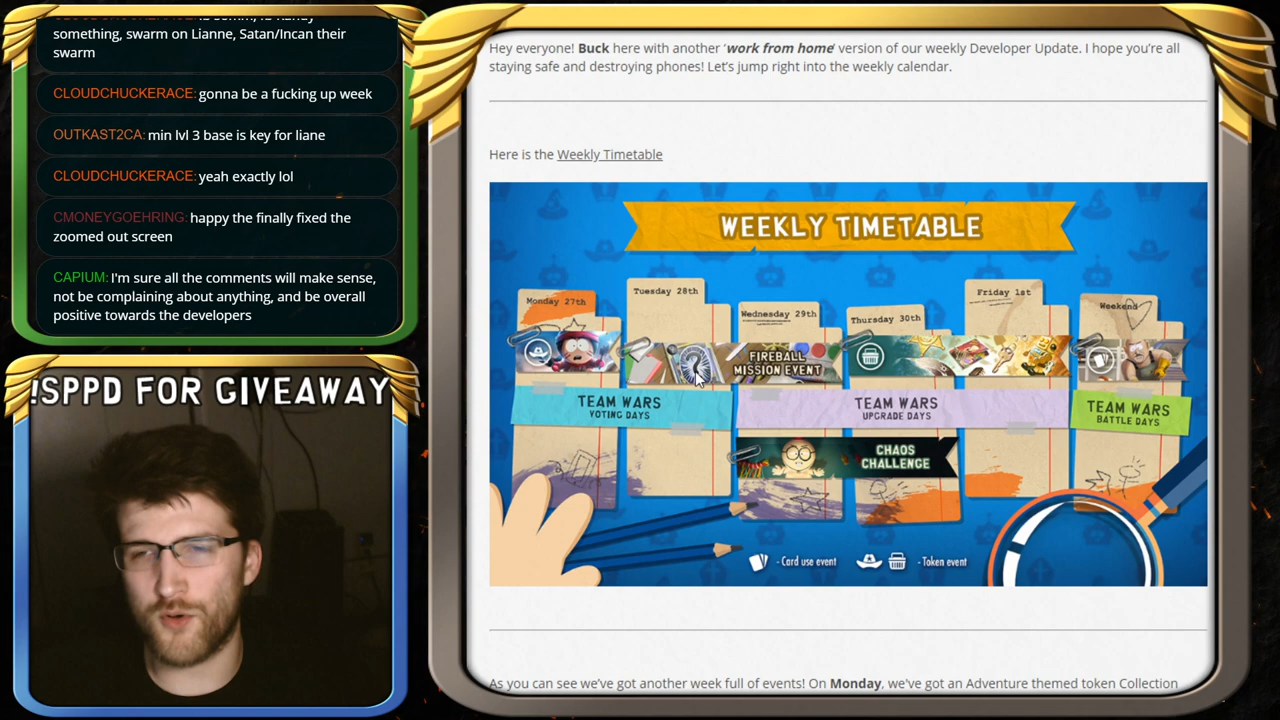 something, swarm on Lianne, Satan/Incan their
swarm
CLOUDCHUCKERACE: gonna be a fucking up week
OUTKAST2CA: min lvl 3 base is key for liane
CLOUDCHUCKERACE: yeah exactly lol
CMONEYGOEHRING: happy the finally fixed the
zoomed out screen
CAPIUM: I'm sure all the comments will make sense,
not be complaining about anything, and be overall
positive towards the developers
!SPPD FOR GIVEAWAY
Hey everyone! Buck here with another 'work from home' version of our weekly Developer Update. I hope you're all
staying safe and destroying phones! Let's jump right into the weekly calendar.
Here is the Weekly Timetable
WEEKLY TIMETABLE
Monday 27th
Tuesday 28th
Wednesday 29th
Thursday 30th
Friday 1st
Weekend
FIREBALL
MISSION EVENT
TEAM WARS
VOTING DAYS
TEAM WARS
UPGRADE DAYS
TEAM WARS
BATTLE DAYS
CHAOS
CHALLENGE
- Card use event
- Token event
As you can see we've got another week full of events! On Monday, we've got an Adventure themed token Collection